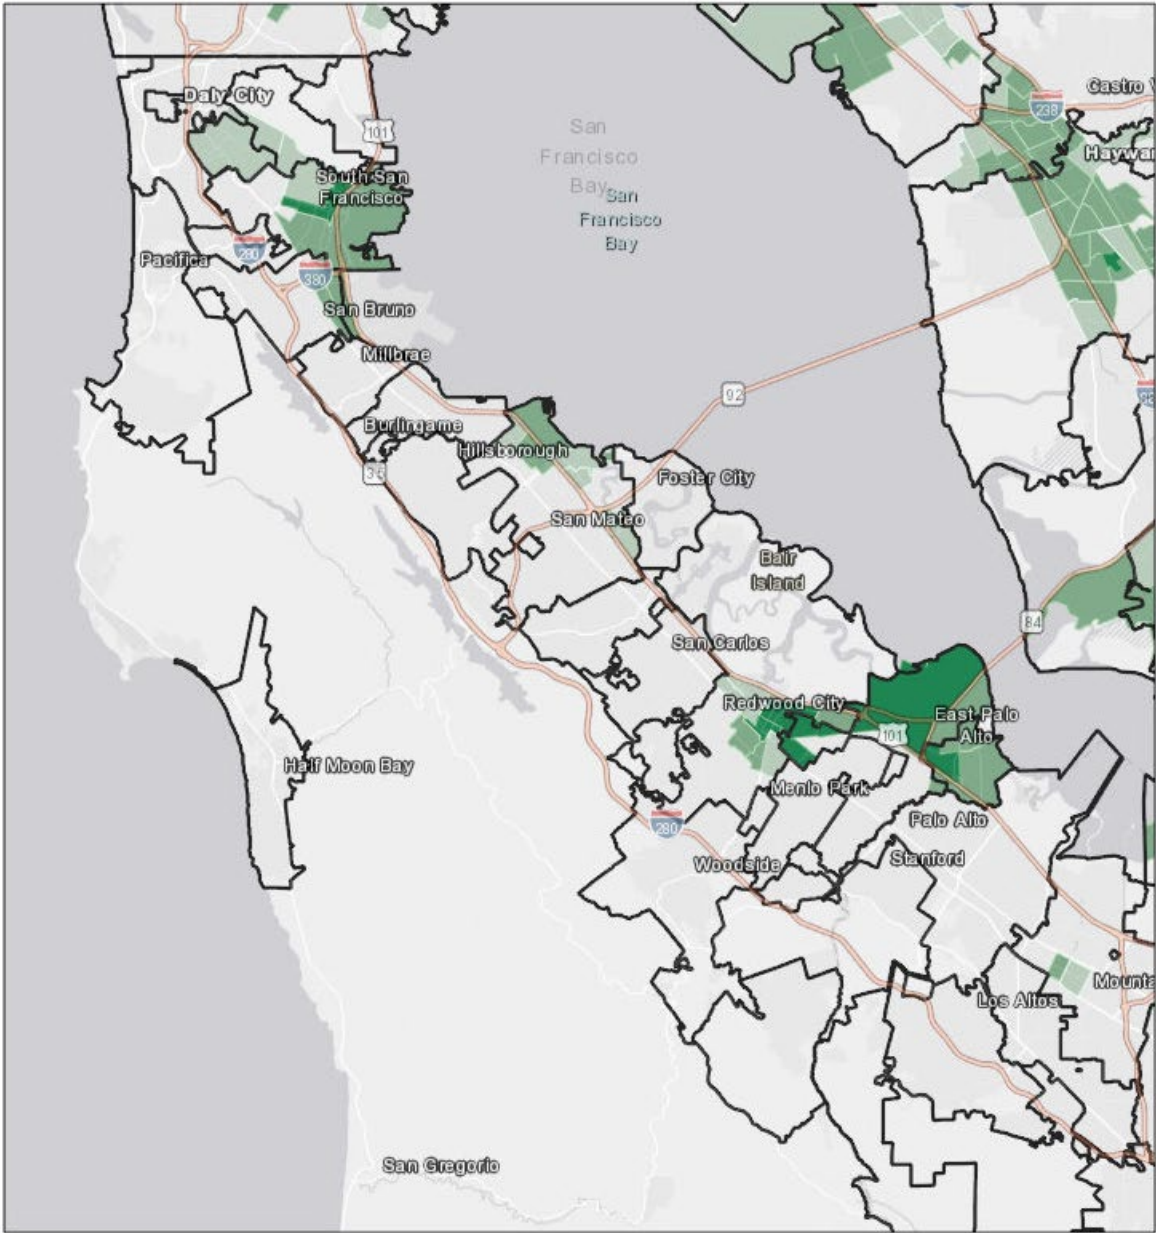 Daly City
101
San
Francisco
Bay
San
Francisco
Bay
Castro V
238
Haywar
South San
Francisco
280
Pacifica
380
San Bruno
Millbrae
92
Burlingame
Hillsborough
35
Foster City
San Mateo
Bair
Island
84
San Carlos
Redwood City
East Palo
Alto
101
Half Moon Bay
Menlo Park
280
Palo Alto
Woodside
Stanford
Mounta
Los Altos
San Gregorio